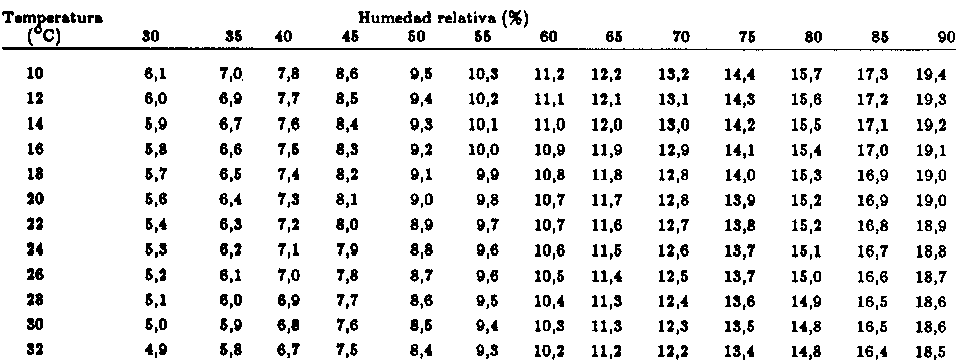 Temperatura Humedad relativa (%)
(°C) 30 35 40 45 50 55 60 65 70 75 80 85 90
10 6,1 7,0 7,8 8,6 9,5 10,3 11,2 12,2 13,2 14,4 15,7 17,3 19,4
12 6,0 6,9 7,7 8,5 9,4 10,2 11,1 12,1 13,1 14,3 15,6 17,2 19,3
14 5,9 6,7 7,6 8,4 9,3 10,1 11,0 12,0 13,0 14,2 15,5 17,1 19,2
16 5,8 6,6 7,5 8,3 9,2 10,0 10,9 11,9 12,9 14,1 15,4 17,0 19,1
18 5,7 6,5 7,4 8,2 9,1 9,9 10,8 11,8 12,8 14,0 15,3 16,9 19,0
20 5,6 6,4 7,3 8,1 9,0 9,8 10,7 11,7 12,8 13,9 15,2 16,9 19,0
22 5,4 6,3 7,2 8,0 8,9 9,7 10,7 11,6 12,7 13,8 15,2 16,8 18,9
24 5,3 6,2 7,1 7,9 8,8 9,6 10,6 11,5 12,6 13,7 15,1 16,7 18,8
26 5,2 6,1 7,0 7,8 8,7 9,6 10,5 11,4 12,5 13,7 15,0 16,6 18,7
28 5,1 6,0 6,9 7,7 8,6 9,5 10,4 11,3 12,4 13,6 14,9 16,5 18,6
30 5,0 5,9 6,8 7,6 8,5 9,4 10,3 11,3 12,3 13,5 14,8 16,5 18,6
32 4,9 5,8 6,7 7,5 8,4 9,3 10,2 11,2 12,2 13,4 14,8 16,4 18,5